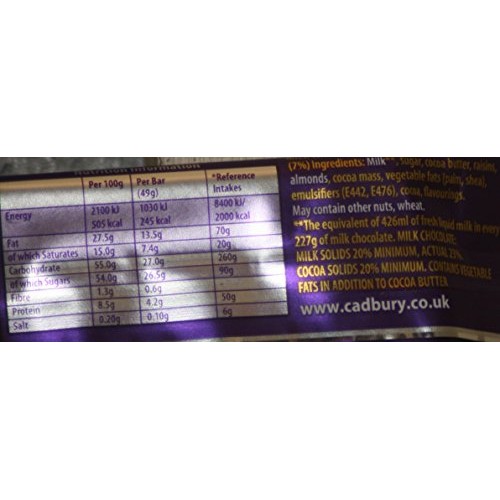 Nutrition Information
Per 100g Per Bar (49g) *Reference Intakes
Energy 2100 kJ 1030 kJ 8400 kJ/
505 kcal 245 kcal 2000 kcal
Fat 27.5g 13.5g 70g
of which Saturates 15.0g 7.4g 20g
Carbohydrate 55.0g 27.0g 260g
of which Sugars 54.0g 26.5g 90g
Fibre 1.3g 0.6g
Protein 8.5g 4.2g 50g
Salt 0.20g 0.10g 6g
(7%) Ingredients: Milk**, sugar, cocoa butter,
almonds, cocoa mass, vegetable fats (palm, shea),
emulsifiers (E442, E476), cocoa, flavourings.
May contain other nuts, wheat.
**The equivalent of 426ml of fresh liquid milk in every
227g of milk chocolate. MILK CHOCOLATE:
MILK SOLIDS 20% MINIMUM, ACTUAL 23%,
COCOA SOLIDS 20% MINIMUM. CONTAINS VEGETABLE
FATS IN ADDITION TO COCOA BUTTER
www.cadbury.co.uk